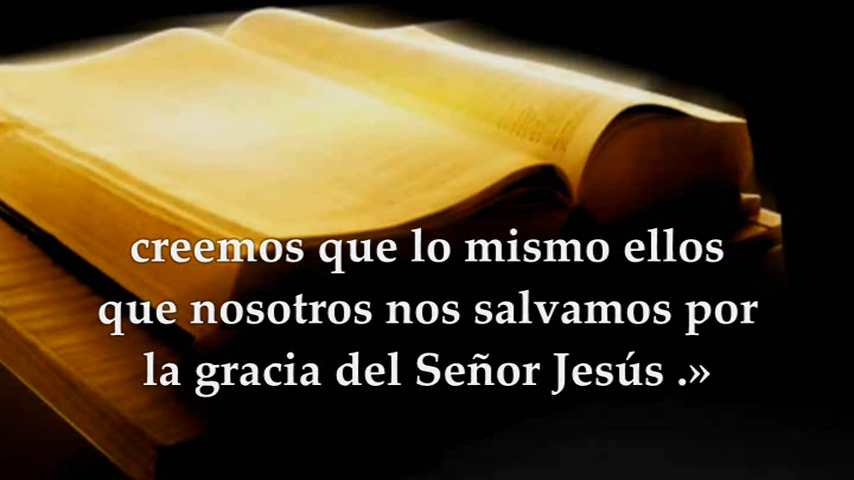 creemos que lo mismo ellos
que nosotros nos salvamos por
la gracia del Señor Jesús .»